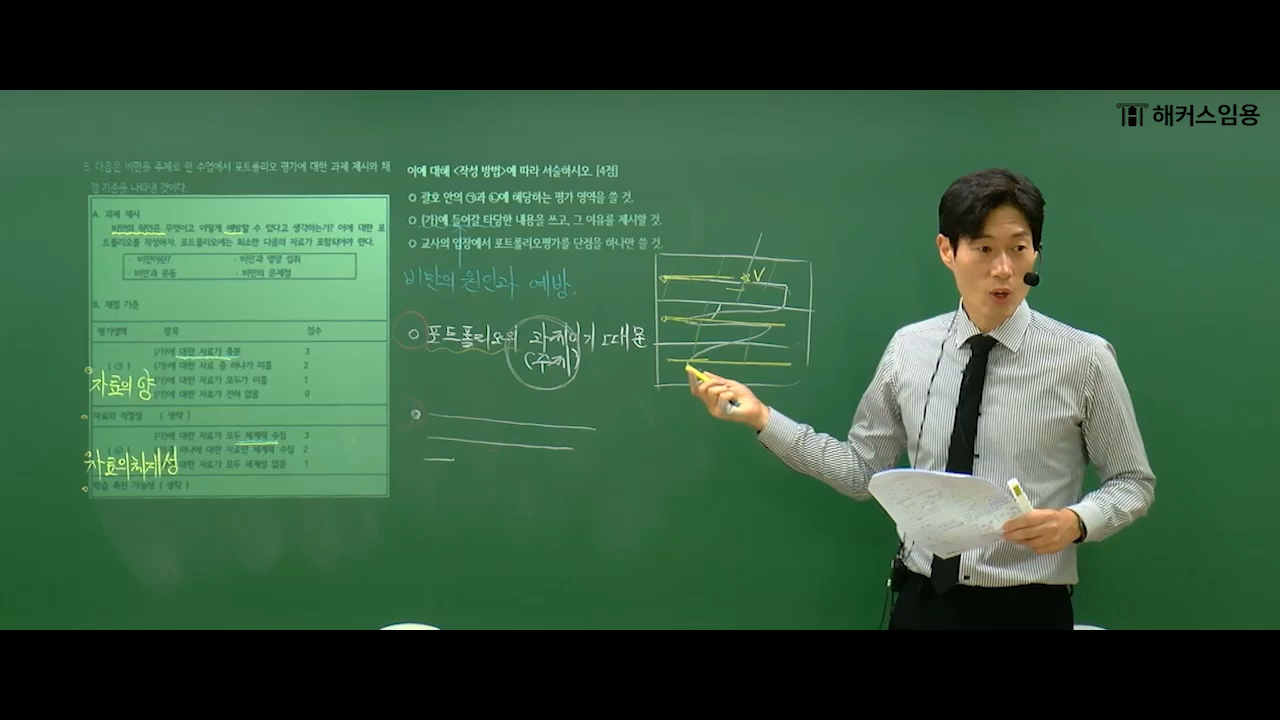 해커스임용
5. 다음은 비만을 주제로 한 수업에서 포트폴리오 평가에 대한 과제 제시와 채
점 기준을 나타낸 것이다.
A. 과제 제시
비만의 원인은 무엇이고 어떻게 예방할 수 있다고 생각하는가? 이에 대한 포
트폴리오를 작성하자. 포트폴리오에는 최소한 다음의 자료가 포함되어야 한다.
· 비만이란? · 비만과 영양 섭취
· 비만과 운동 · 비만의 문제점
B. 채점 기준
평가영역 항목 점수
(가)에 대한 자료가 충분 3
( ㉠ ) (가)에 대한 자료 중 하나가 미흡 2
(가)에 대한 자료가 모두가 미흡 1
자료의 양 (가)에 대한 자료가 전혀 없음 0
자료의 적절성 ( 생략 )
(가)에 대한 자료가 모두 체계적 수집 3
하나에 대한 자료만 체계적 수집 2
자료의 체계성 대한 자료가 모두 체계성 없음 1
학습 촉진 가능성 ( 생략 )
이에 대해 <작성 방법>에 따라 서술하시오. [4점]
○ 괄호 안의 ㉠과 ㉡에 해당하는 평가 영역을 쓸 것.
○ (가)에 들어갈 타당한 내용을 쓰고, 그 이유를 제시할 것.
○ 교사의 입장에서 포트폴리오평가를 단점을 하나만 쓸 것.
비만의 원인과 예방.
○ 포트폴리오의 과제이기 때문
(주제)
V